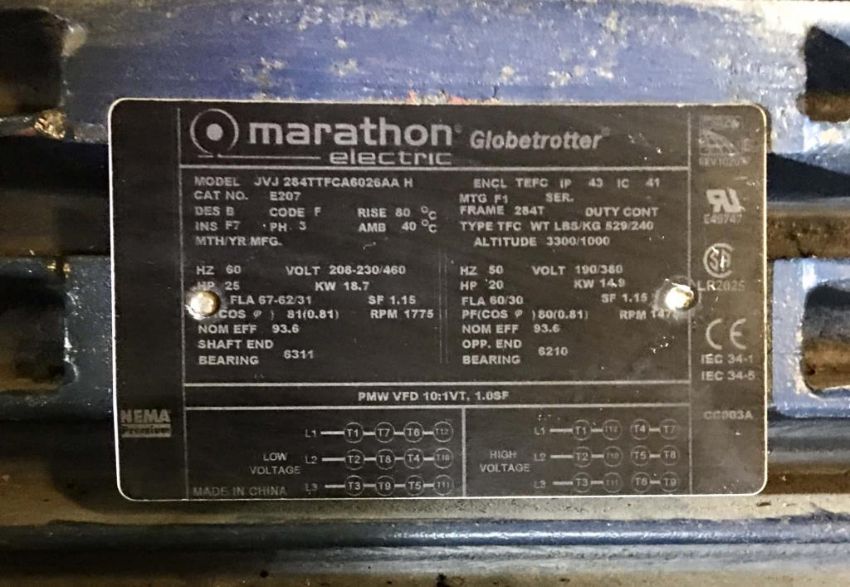 marathon® Globetrotter®
electric
MODEL JVJ 284TTFCA6026AA H ENCL TEFC IP 43 IC 41
CAT NO. E207 MTG F1 SER.
DES B CODE F RISE 80 °C FRAME 284T DUTY CONT
INS F7 PH 3 AMB 40 °C TYPE TFC WT LBS/KG 529/240
MTH/YR MFG. ALTITUDE 3300/1000
E49747
HZ 60 VOLT 208-230/460 HZ 50 VOLT 190/380
HP 25 KW 18.7 HP 20 KW 14.9
LR2025
FLA 67-62/31 SF 1.15 FLA 60/30 SF 1.15
(COS φ) 81(0.81) RPM 1775 PF(COS φ) 80(0.81) RPM
NOM EFF 93.6 NOM EFF 93.6
SHAFT END OPP. END
BEARING 6311 BEARING 6210
CE
IEC 34-1
IEC 34-5
PMW VFD 10:1VT, 1.0SF
NEMA
Premium
CC003A
L1 T1 T7 T6 T12 L1 T1 T12 T4 T7
LOW VOLTAGE L2 T2 T8 T4 T10 HIGH VOLTAGE L2 T2 T10 T5 T8
L3 T3 T9 T5 T11 L3 T3 T11 T6 T9
MADE IN CHINA